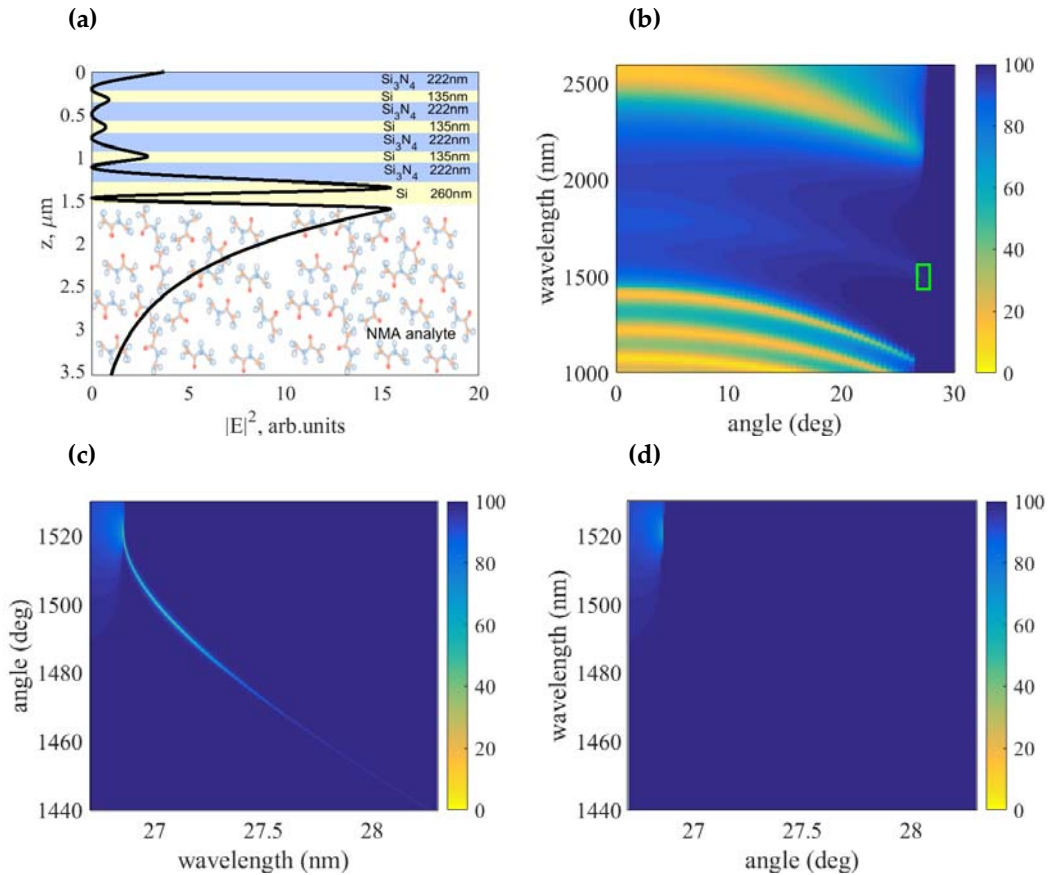 (a)
(b)
0
0.5
1
1.5
2
2.5
3
3.5
z, μm
Si₃N₄ 222nm
Si 135nm
Si₃N₄ 222nm
Si 135nm
Si₃N₄ 222nm
Si 135nm
Si₃N₄ 222nm
Si 260nm
NMA analyte
0 5 10 15 20
|E|², arb.units
2500
2000
1500
1000
wavelength (nm)
0 10 20 30
angle (deg)
100
80
60
40
20
0
(c)
(d)
1520
1500
1480
1460
1440
angle (deg)
27 27.5 28
wavelength (nm)
100
80
60
40
20
0
1520
1500
1480
1460
1440
wavelength (nm)
27 27.5 28
angle (deg)
100
80
60
40
20
0